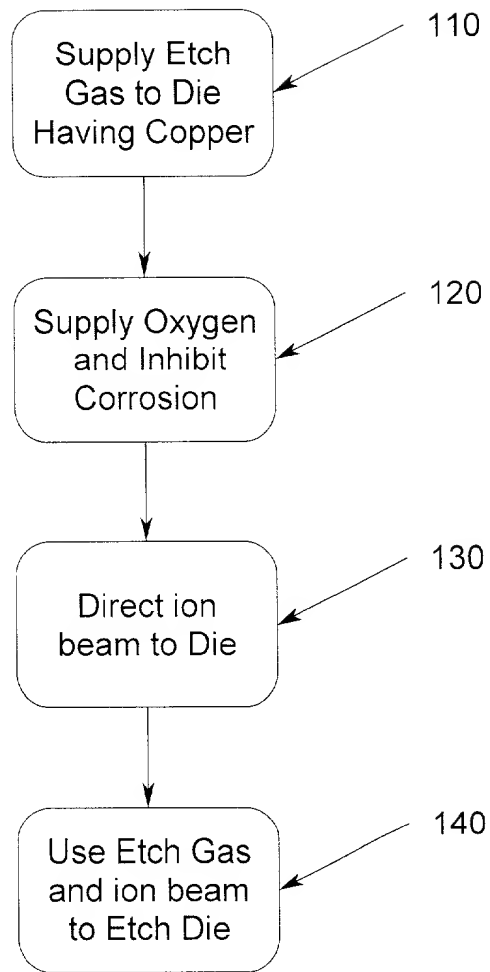 110
Supply Etch
Gas to Die
Having Copper
120
Supply Oxygen
and Inhibit
Corrosion
130
Direct ion
beam to Die
140
Use Etch Gas
and ion beam
to Etch Die